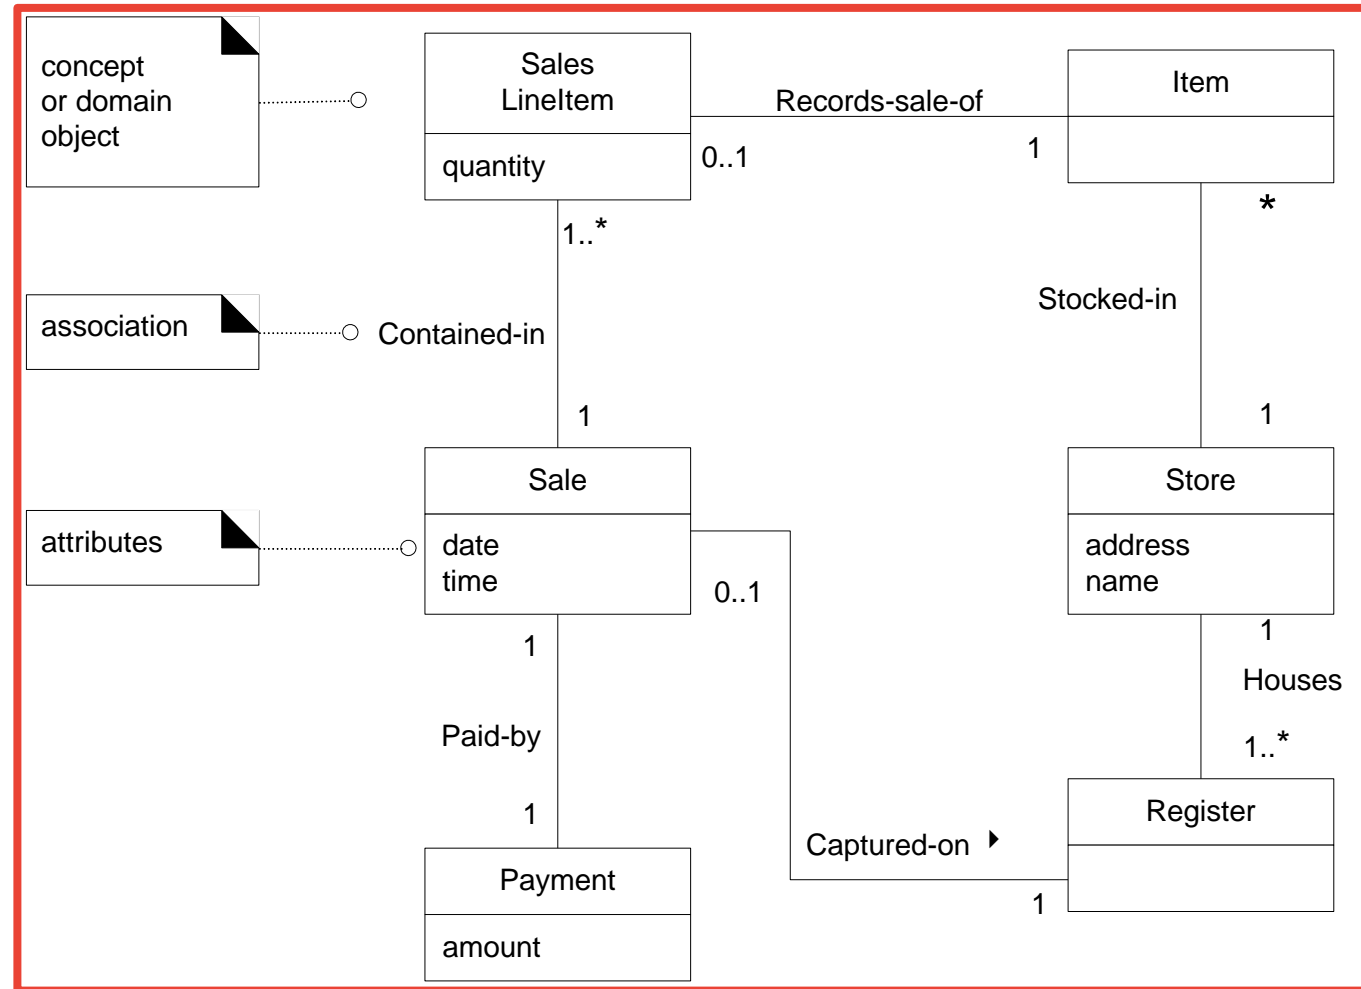 concept
or domain
object
Sales
LineItem
quantity
Records-sale-of
0..1
1
Item
*
1..*
association
Contained-in
Stocked-in
1
1
Sale
date
time
attributes
0..1
Store
address
name
1
1
Houses
Paid-by
1..*
1
Captured-on
Register
1
Payment
amount